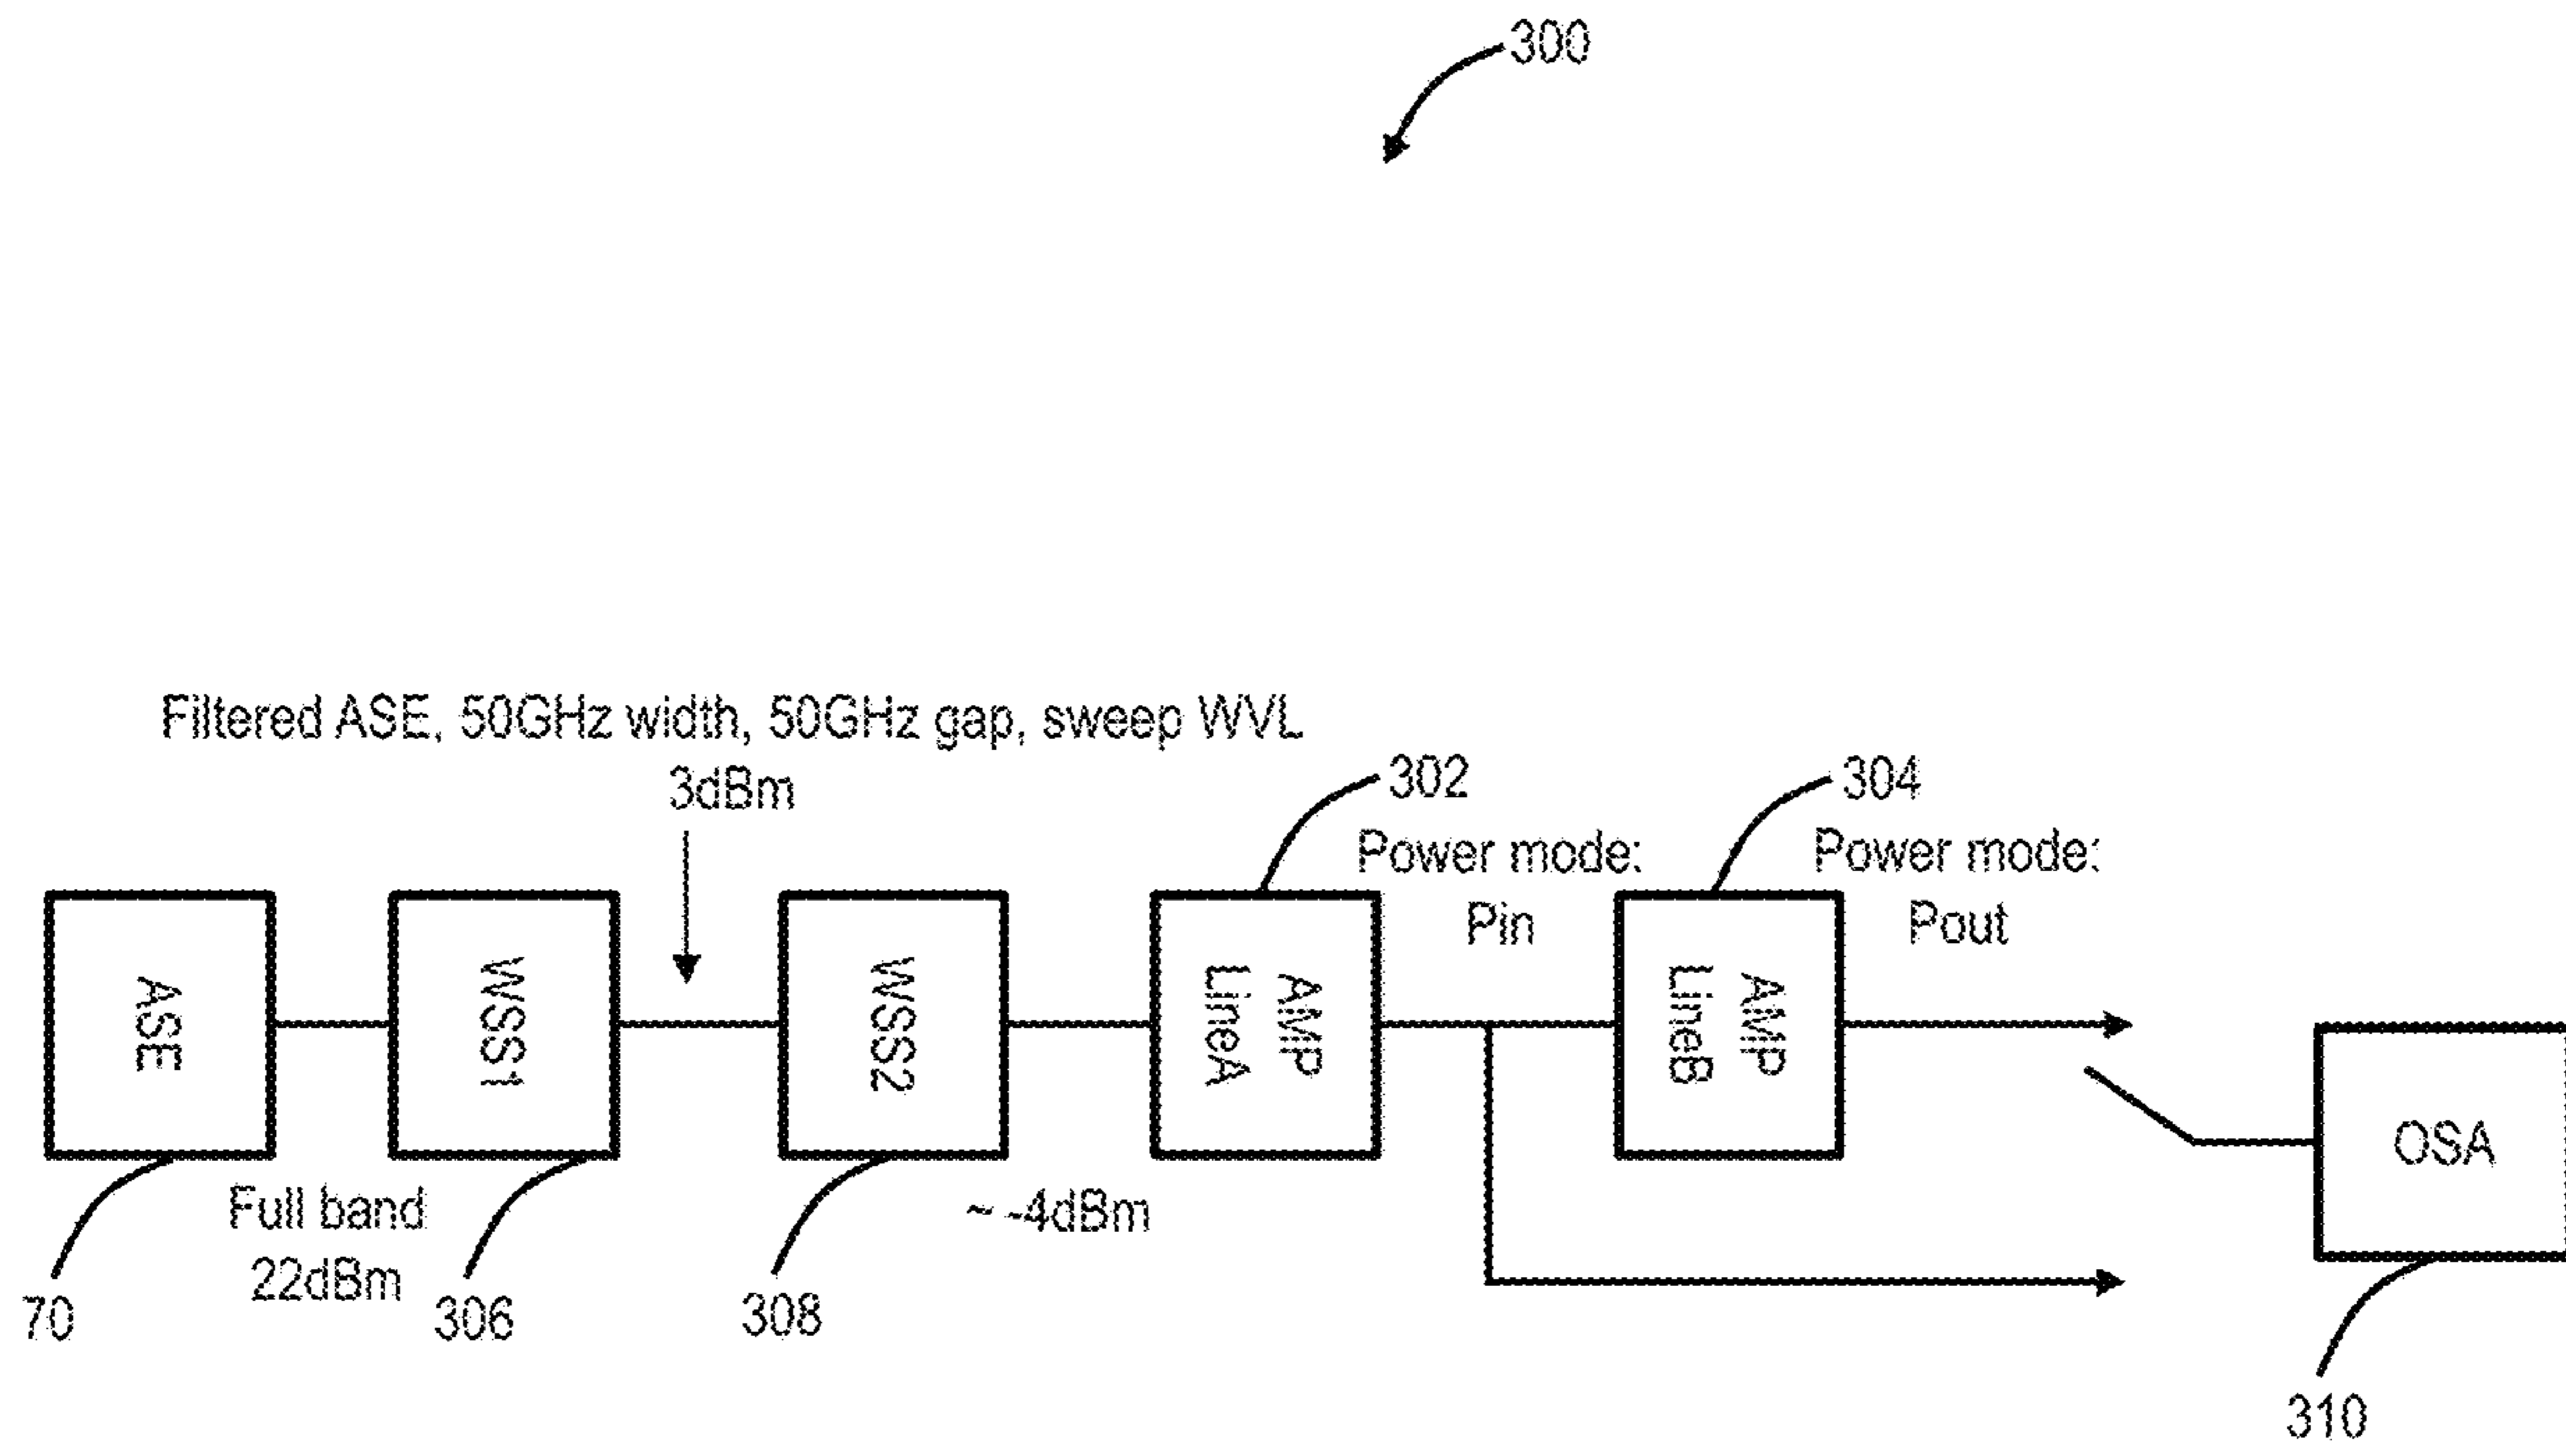 300
Filtered ASE, 50GHz width, 50GHz gap, sweep WVL
3dBm
302
304
Power mode:
Pin
Power mode:
Pout
ASE
WSS1
WSS2
AMP
LineA
AMP
LineB
OSA
Full band
22dBm
~ -4dBm
70
306
308
310